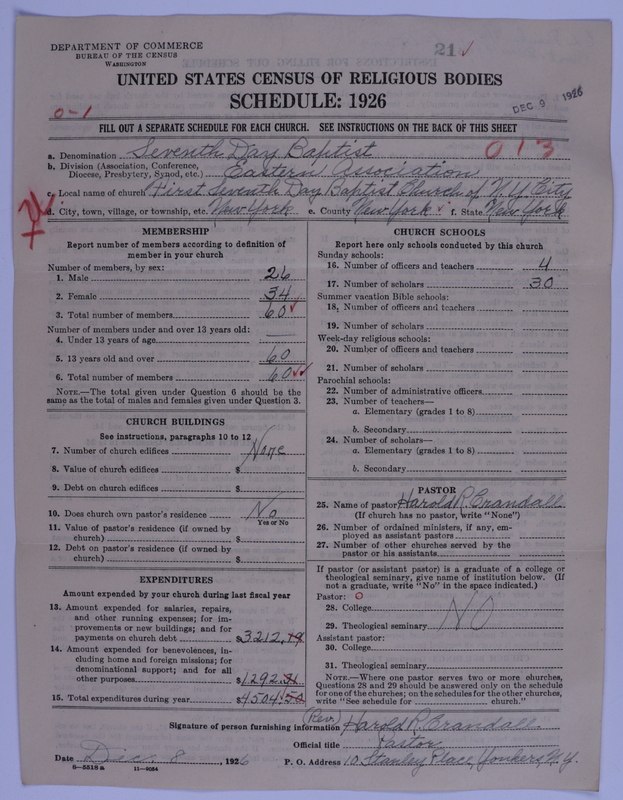 DEPARTMENT OF COMMERCE
BUREAU OF THE CENSUS
WASHINGTON
21
UNITED STATES CENSUS OF RELIGIOUS BODIES
SCHEDULE: 1926
DEC 9 1926
0-1
FILL OUT A SEPARATE SCHEDULE FOR EACH CHURCH. SEE INSTRUCTIONS ON THE BACK OF THIS SHEET
a. Denomination Seventh Day Baptist 013
b. Division (Association, Conference, Diocese, Presbytery, Synod, etc.) Eastern Association
c. Local name of church First Seventh Day Baptist Church of N.Y. City
d. City, town, village, or township, etc. New York e. County New York f. State New York
MEMBERSHIP
Report number of members according to definition of
member in your church
Number of members, by sex:
1. Male 26
2. Female 34
3. Total number of members 60
Number of members under and over 13 years old:
4. Under 13 years of age
5. 13 years old and over 60
6. Total number of members 60
NOTE.—The total given under Question 6 should be the
same as the total of males and females given under Question 3.
CHURCH BUILDINGS
See instructions, paragraphs 10 to 12
7. Number of church edifices None
8. Value of church edifices $
9. Debt on church edifices $
10. Does church own pastor's residence No
Yes or No
11. Value of pastor's residence (if owned by
church) $
12. Debt on pastor's residence (if owned by
church) $
EXPENDITURES
Amount expended by your church during last fiscal year
13. Amount expended for salaries, repairs,
and other running expenses; for im-
provements or new buildings; and for
payments on church debt $3212.19
14. Amount expended for benevolences, in-
cluding home and foreign missions; for
denominational support; and for all
other purposes $1292.31
15. Total expenditures during year $4504.50
CHURCH SCHOOLS
Report here only schools conducted by this church
Sunday schools:
16. Number of officers and teachers 4
17. Number of scholars 30
Summer vacation Bible schools:
18. Number of officers and teachers
19. Number of scholars
Week-day religious schools:
20. Number of officers and teachers
21. Number of scholars
Parochial schools:
22. Number of administrative officers
23. Number of teachers—
a. Elementary (grades 1 to 8)
b. Secondary
24. Number of scholars—
a. Elementary (grades 1 to 8)
b. Secondary
PASTOR
25. Name of pastor Harold R. Crandall
(If church has no pastor, write "None")
26. Number of ordained ministers, if any, em-
ployed as assistant pastors
27. Number of other churches served by the
pastor or his assistants
If pastor (or assistant pastor) is a graduate of a college or
theological seminary, give name of institution below. (If
not a graduate, write "No" in the space indicated.)
Pastor: 0
28. College
29. Theological seminary NO
Assistant pastor:
30. College
31. Theological seminary
NOTE.—Where one pastor serves two or more churches,
Questions 28 and 29 should be answered only on the schedule
for one of the churches; on the schedules for the other churches,
write "See schedule for church."
Signature of person furnishing information (Rev.) Harold R. Crandall
Official title Pastor
Date Dec. 8, 1926 P. O. Address 10 Stanley Place, Yonkers, N.Y.
8—5518a 11—9084